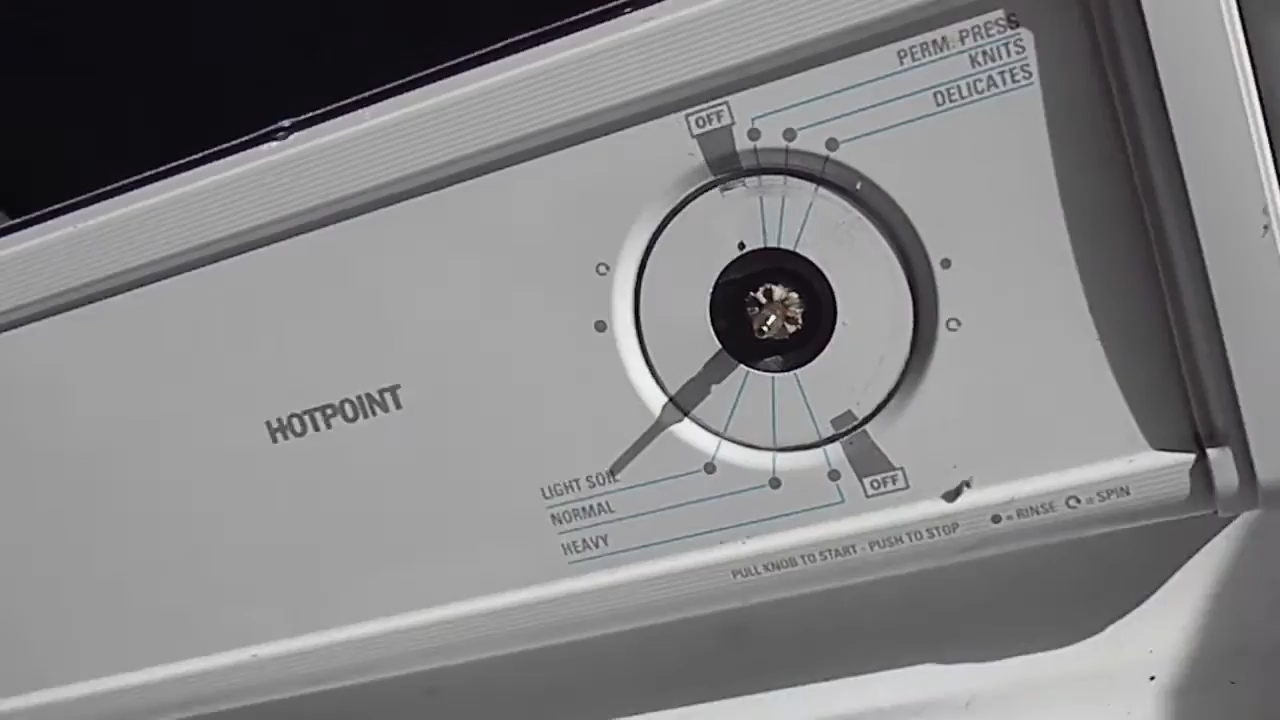 PERM. PRESS
KNITS
DELICATES
OFF
HOTPOINT
LIGHT SOIL
NORMAL
HEAVY
OFF
PULL KNOB TO START - PUSH TO STOP
= RINSE = SPIN